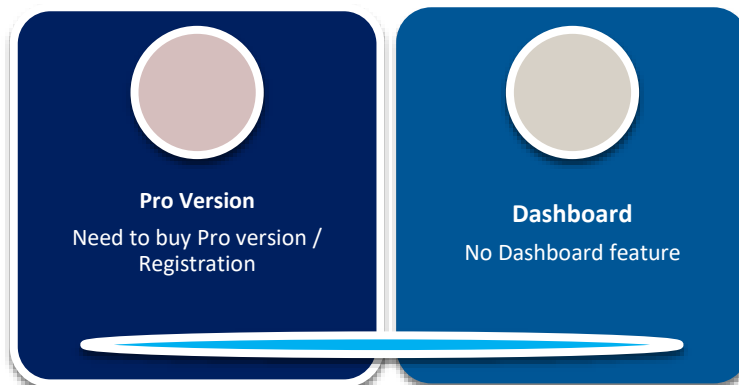 Pro Version
Need to buy Pro version /
Registration
Dashboard
No Dashboard feature